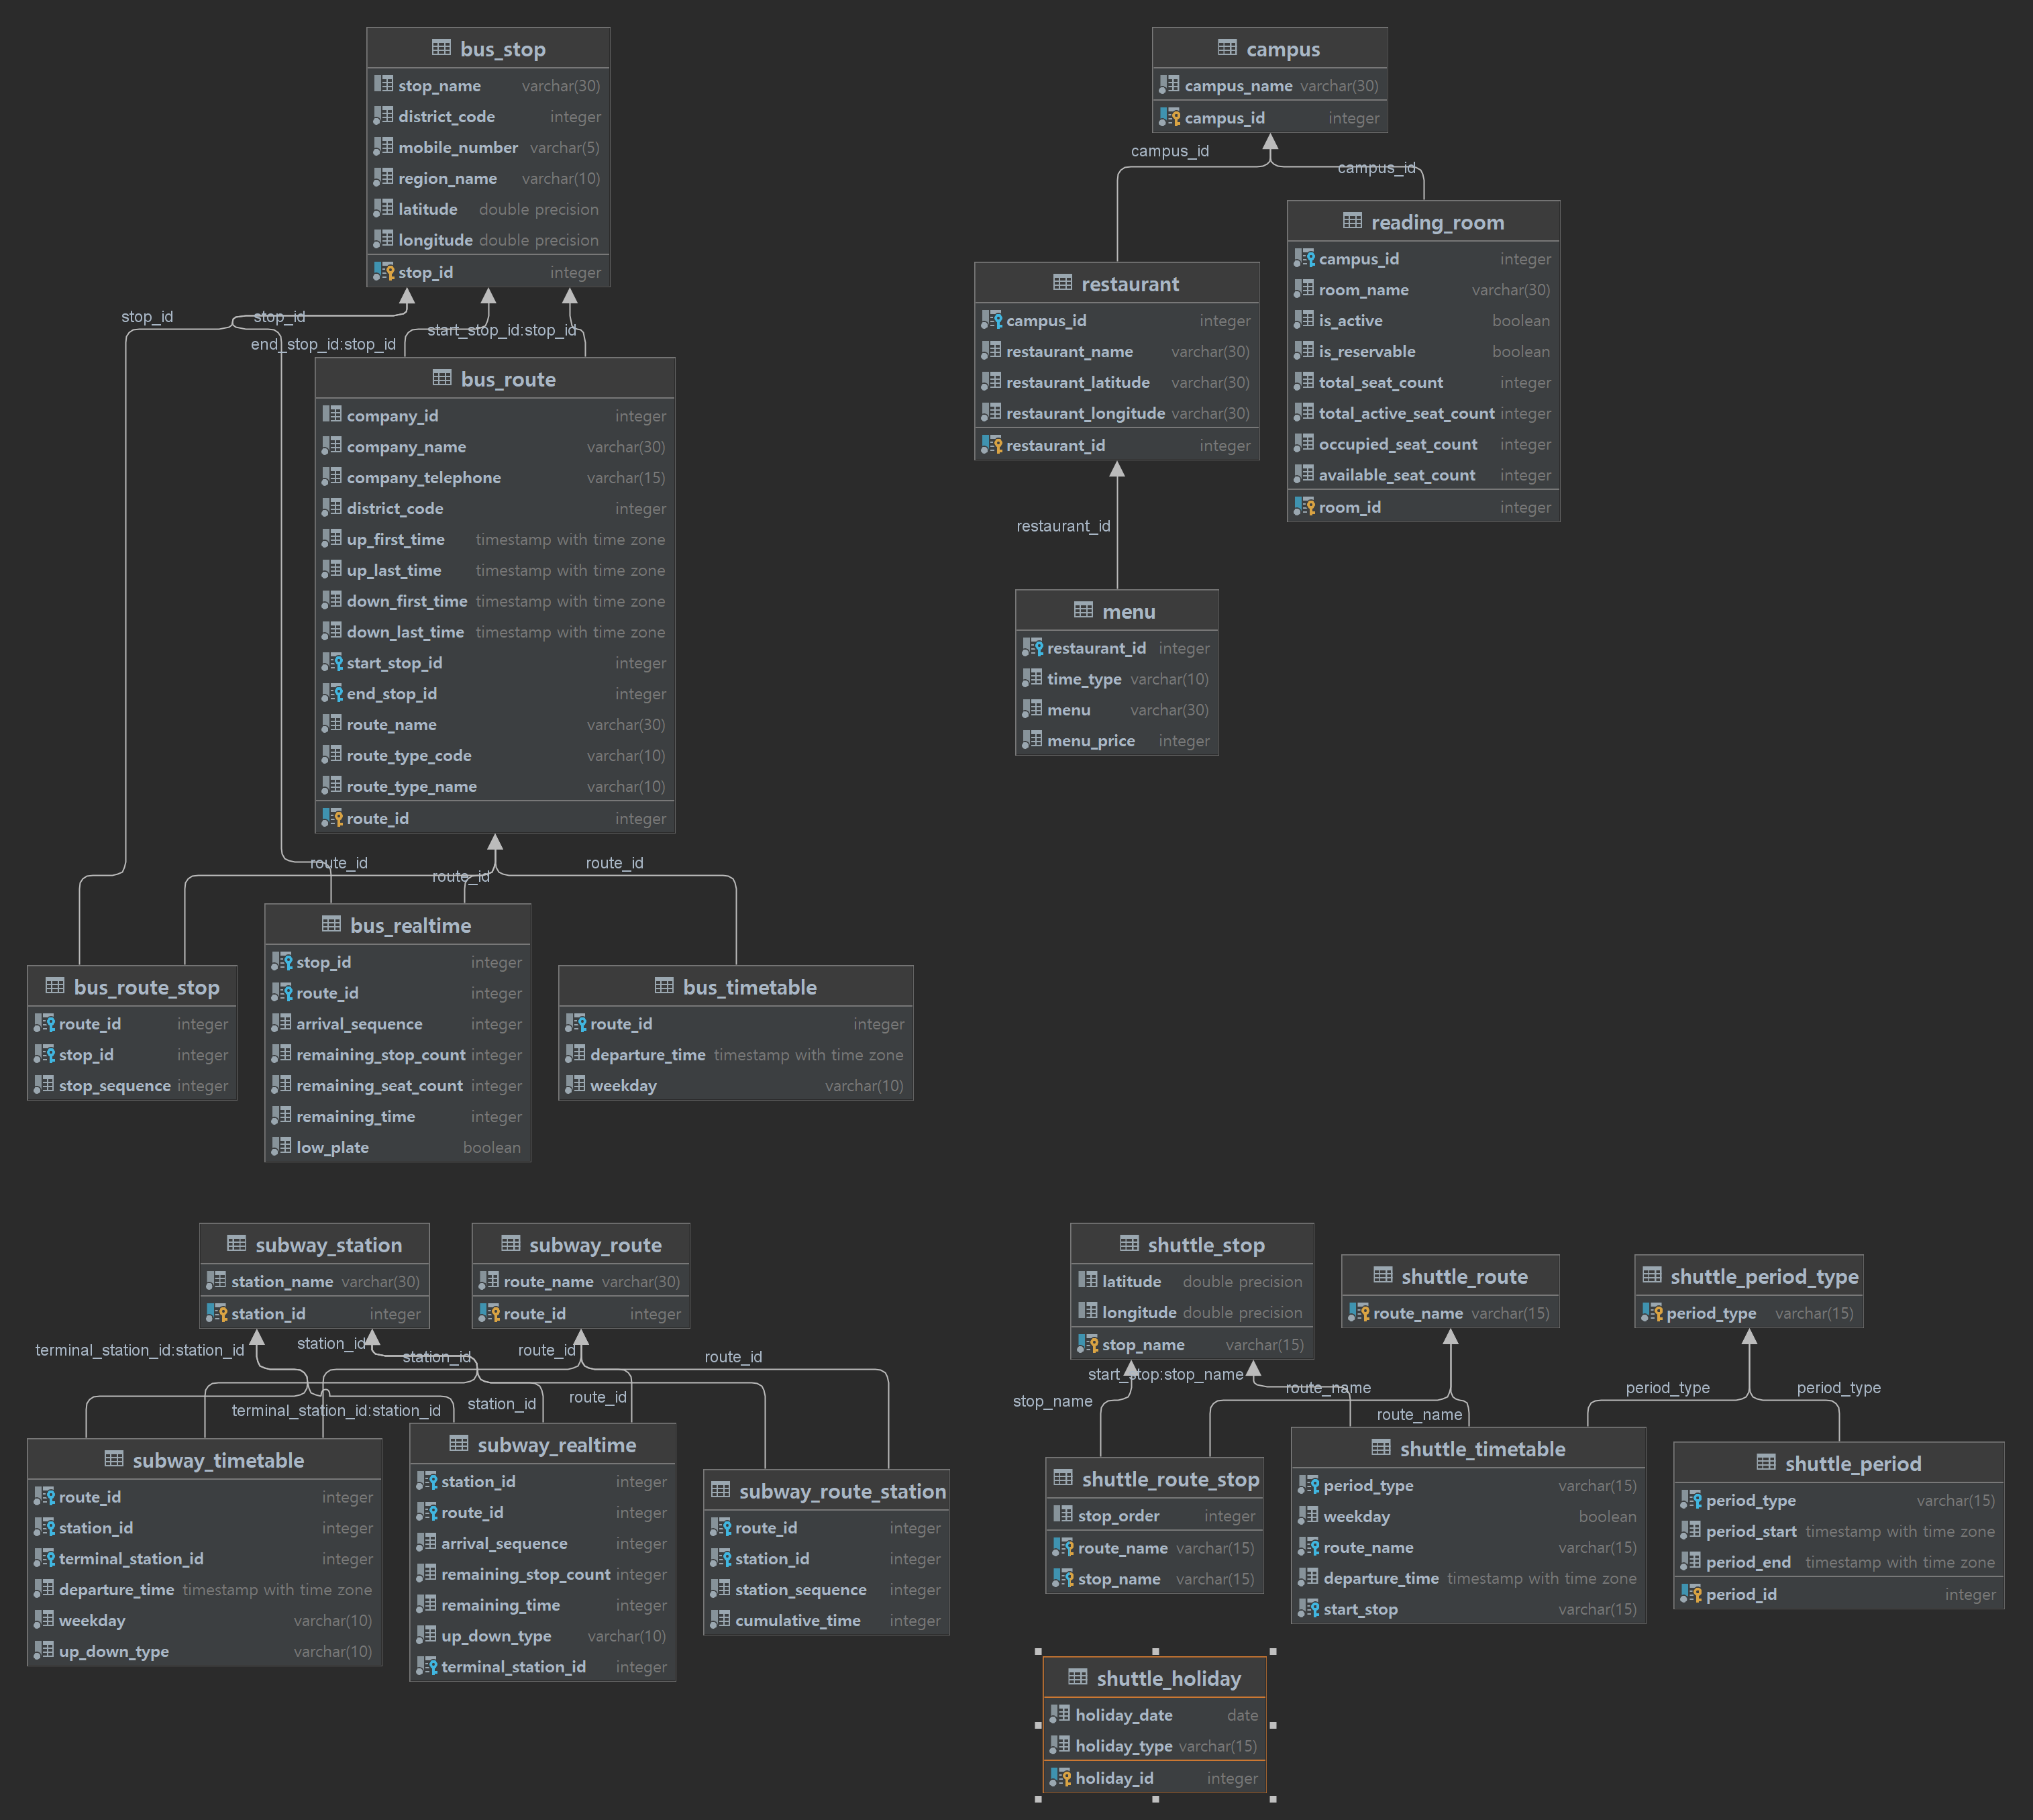 bus_stop
stop_name varchar(30)
district_code integer
mobile_number varchar(5)
region_name varchar(10)
latitude double precision
longitude double precision
stop_id integer
stop_id
stop_id
start_stop_id:stop_id
end_stop_id:stop_id
bus_route
company_id integer
company_name varchar(30)
company_telephone varchar(15)
district_code integer
up_first_time timestamp with time zone
up_last_time timestamp with time zone
down_first_time timestamp with time zone
down_last_time timestamp with time zone
start_stop_id integer
end_stop_id integer
route_name varchar(30)
route_type_code varchar(10)
route_type_name varchar(10)
route_id integer
route_id
route_id
route_id
bus_route_stop
route_id integer
stop_id integer
stop_sequence integer
bus_realtime
stop_id integer
route_id integer
arrival_sequence integer
remaining_stop_count integer
remaining_seat_count integer
remaining_time integer
low_plate boolean
bus_timetable
route_id integer
departure_time timestamp with time zone
weekday varchar(10)
campus
campus_name varchar(30)
campus_id integer
campus_id
campus_id
restaurant
campus_id integer
restaurant_name varchar(30)
restaurant_latitude varchar(30)
restaurant_longitude varchar(30)
restaurant_id integer
reading_room
campus_id integer
room_name varchar(30)
is_active boolean
is_reservable boolean
total_seat_count integer
total_active_seat_count integer
occupied_seat_count integer
available_seat_count integer
room_id integer
restaurant_id
menu
restaurant_id integer
time_type varchar(10)
menu varchar(30)
menu_price integer
subway_station
station_name varchar(30)
station_id integer
subway_route
route_name varchar(30)
route_id integer
terminal_station_id:station_id
station_id
station_id
route_id
route_id
terminal_station_id:station_id
station_id
route_id
subway_timetable
route_id integer
station_id integer
terminal_station_id integer
departure_time timestamp with time zone
weekday varchar(10)
up_down_type varchar(10)
subway_realtime
station_id integer
route_id integer
arrival_sequence integer
remaining_stop_count integer
remaining_time integer
up_down_type varchar(10)
terminal_station_id integer
subway_route_station
route_id integer
station_id integer
station_sequence integer
cumulative_time integer
shuttle_stop
latitude double precision
longitude double precision
stop_name varchar(15)
shuttle_route
route_name varchar(15)
shuttle_period_type
period_type varchar(15)
start_stop:stop_name
stop_name
route_name
route_name
period_type
period_type
shuttle_route_stop
stop_order integer
route_name varchar(15)
stop_name varchar(15)
shuttle_timetable
period_type varchar(15)
weekday boolean
route_name varchar(15)
departure_time timestamp with time zone
start_stop varchar(15)
shuttle_period
period_type varchar(15)
period_start timestamp with time zone
period_end timestamp with time zone
period_id integer
shuttle_holiday
holiday_date date
holiday_type varchar(15)
holiday_id integer